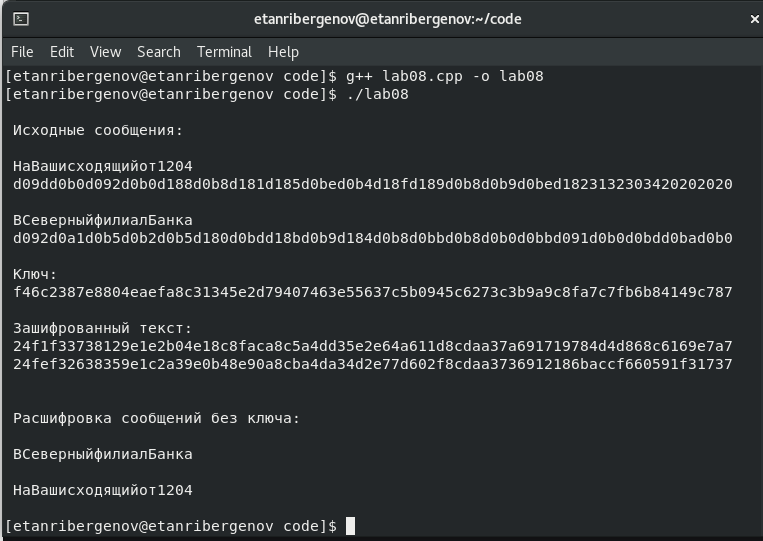 etanribergenov@etanribergenov:~/code
File Edit View Search Terminal Help
[etanribergenov@etanribergenov code]$ g++ lab08.cpp -o lab08
[etanribergenov@etanribergenov code]$ ./lab08
Исходные сообщения:
НаВашисходящийот1204
d09dd0b0d092d0b0d188d0b8d181d185d0bed0b4d18fd189d0b8d0b9d0bed1823132303420202020
ВСеверныйфилиалБанка
d092d0a1d0b5d0b2d0b5d180d0bdd18bd0b9d184d0b8d0bbd0b8d0b0d0bbd091d0b0d0bdd0bad0b0
Ключ:
f46c2387e8804eaefa8c31345e2d79407463e55637c5b0945c6273c3b9a9c8fa7c7fb6b84149c787
Зашифрованный текст:
24f1f33738129e1e2b04e18c8faca8c5a4dd35e2e64a611d8cdaa37a691719784d4d868c6169e7a7
24fef32638359e1c2a39e0b48e90a8cba4da34d2e77d602f8cdaa3736912186baccf660591f31737
Расшифровка сообщений без ключа:
ВСеверныйфилиалБанка
НаВашисходящийот1204
[etanribergenov@etanribergenov code]$